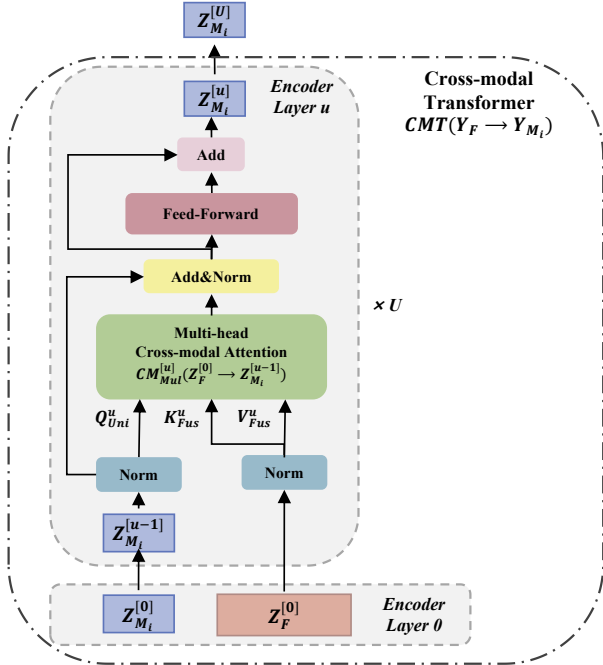 Z_{M_i}^{[U]}
Z_{M_i}^{[u]}
Encoder
Layer u
Cross-modal
Transformer
CMT(Y_F → Y_{M_i})
Add
Feed-Forward
Add&Norm
× U
Multi-head
Cross-modal Attention
CM_{Mul}^{[u]}(Z_F^{[0]} → Z_{M_i}^{[u-1]})
Q_{Uni}^u
K_{Fus}^u
V_{Fus}^u
Norm
Norm
Z_{M_i}^{[u-1]}
Z_{M_i}^{[0]}
Z_F^{[0]}
Encoder
Layer 0